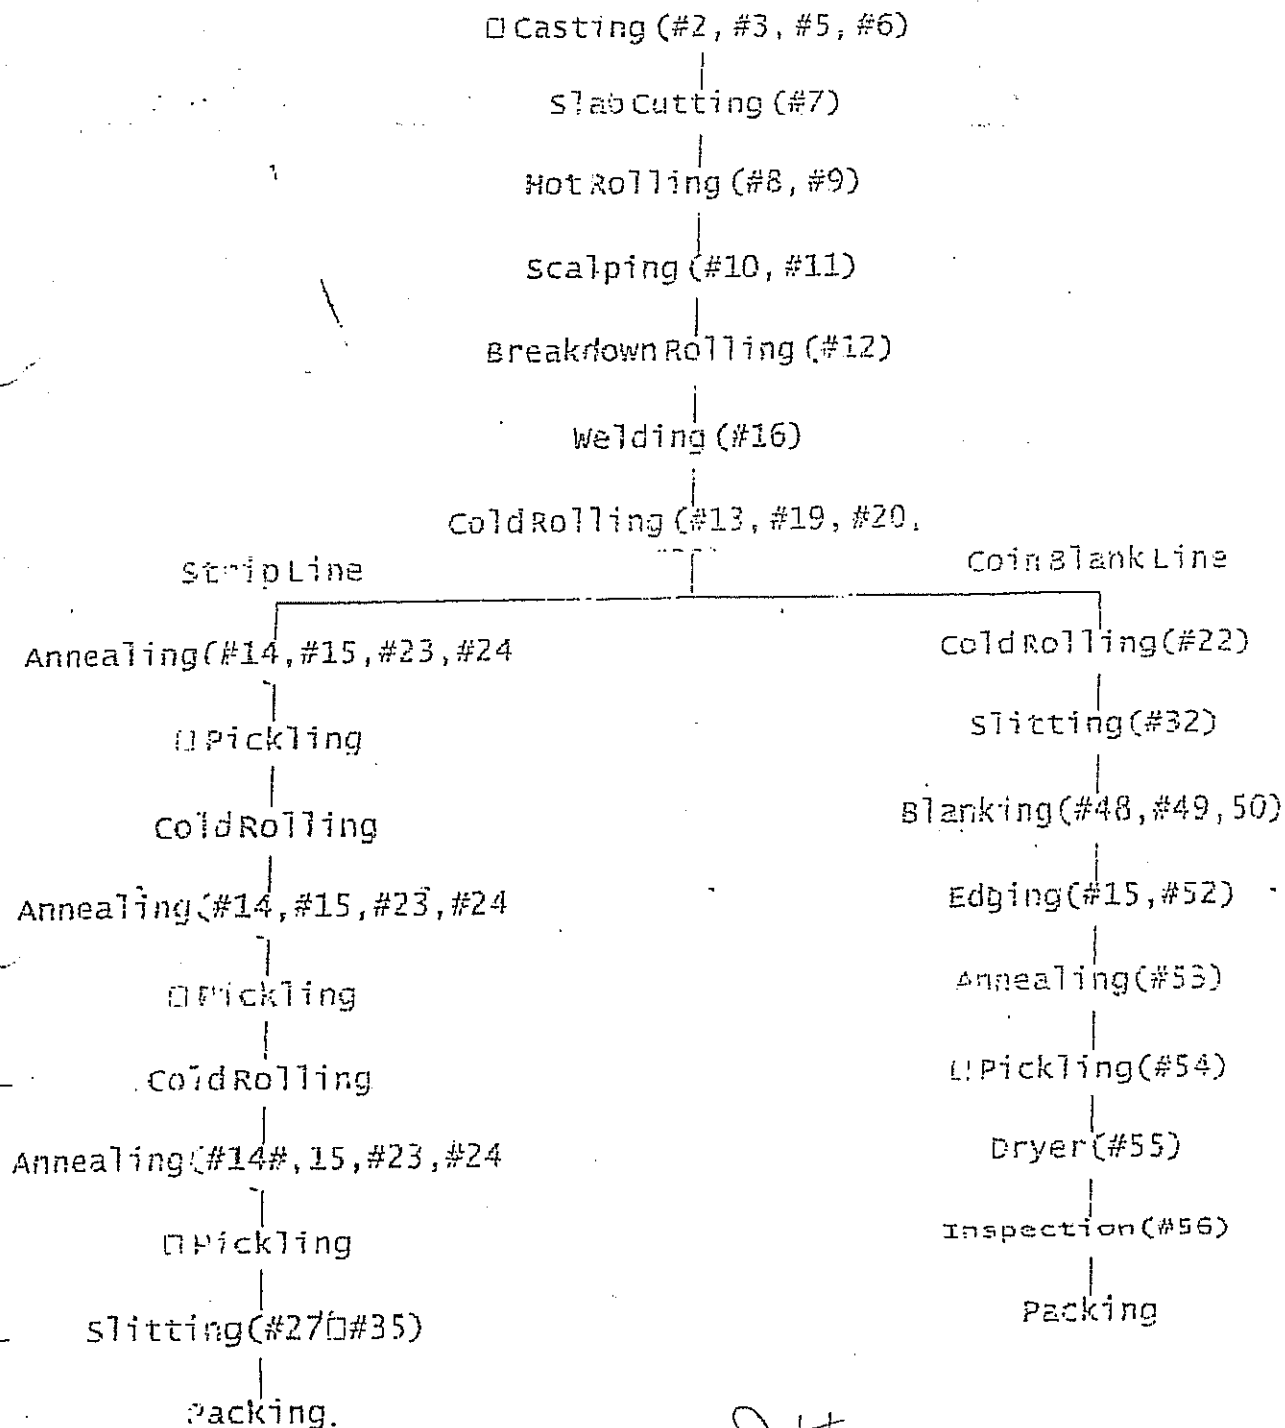 □ Casting (#2, #3, #5, #6)
Slab Cutting (#7)
Hot Rolling (#8, #9)
Scalping (#10, #11)
Breakdown Rolling (#12)
Welding (#16)
Cold Rolling (#13, #19, #20,
Strip Line
Annealing(#14,#15,#23,#24
□ Pickling
Cold Rolling
Annealing(#14,#15,#23,#24
□ Pickling
Cold Rolling
Annealing(#14#,15,#23,#24
□ Pickling
Slitting(#27□#35)
Packing.
Coin Blank Line
Cold Rolling(#22)
Slitting(#32)
Blanking(#48,#49,50)
Edging(#15,#52)
Annealing(#53)
□ Pickling(#54)
Dryer(#55)
Inspection(#56)
Packing